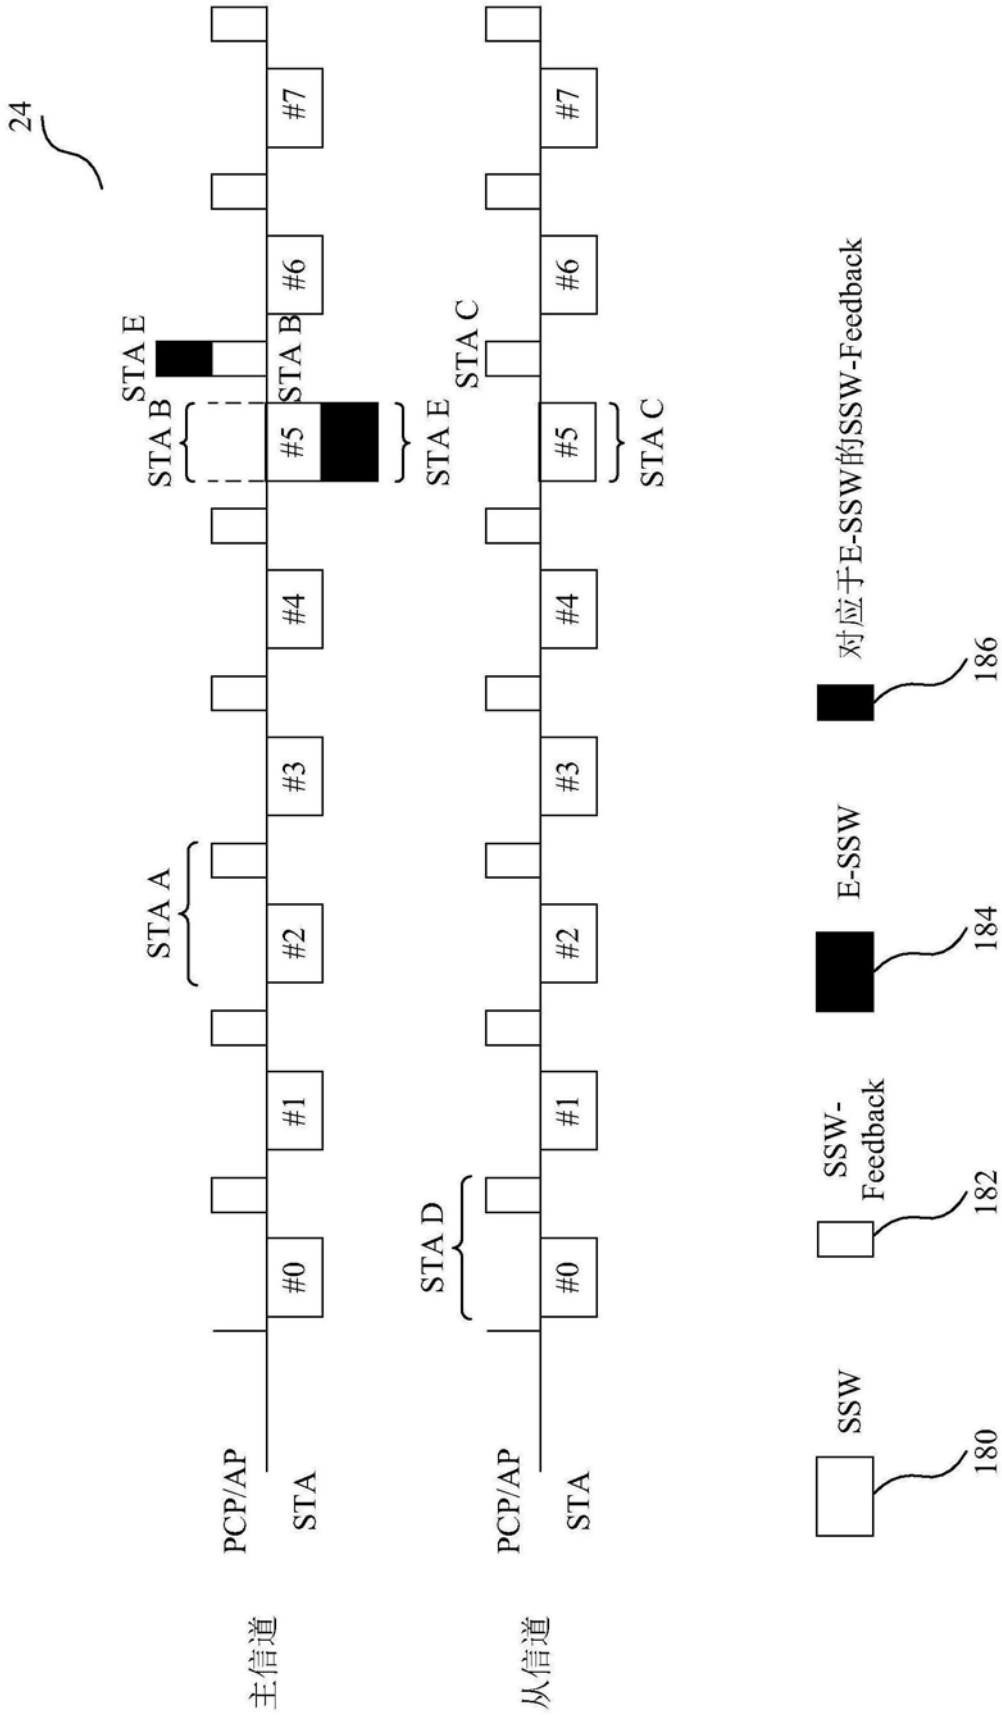 24
主信道
PCP/AP
STA
STA A
STA B
STA E
STA B
STA E
#0
#1
#2
#3
#4
#5
#6
#7
从信道
PCP/AP
STA
STA D
STA C
STA C
#0
#1
#2
#3
#4
#5
#6
#7
SSW
180
SSW-
Feedback
182
E-SSW
184
对应于E-SSW的SSW-Feedback
186